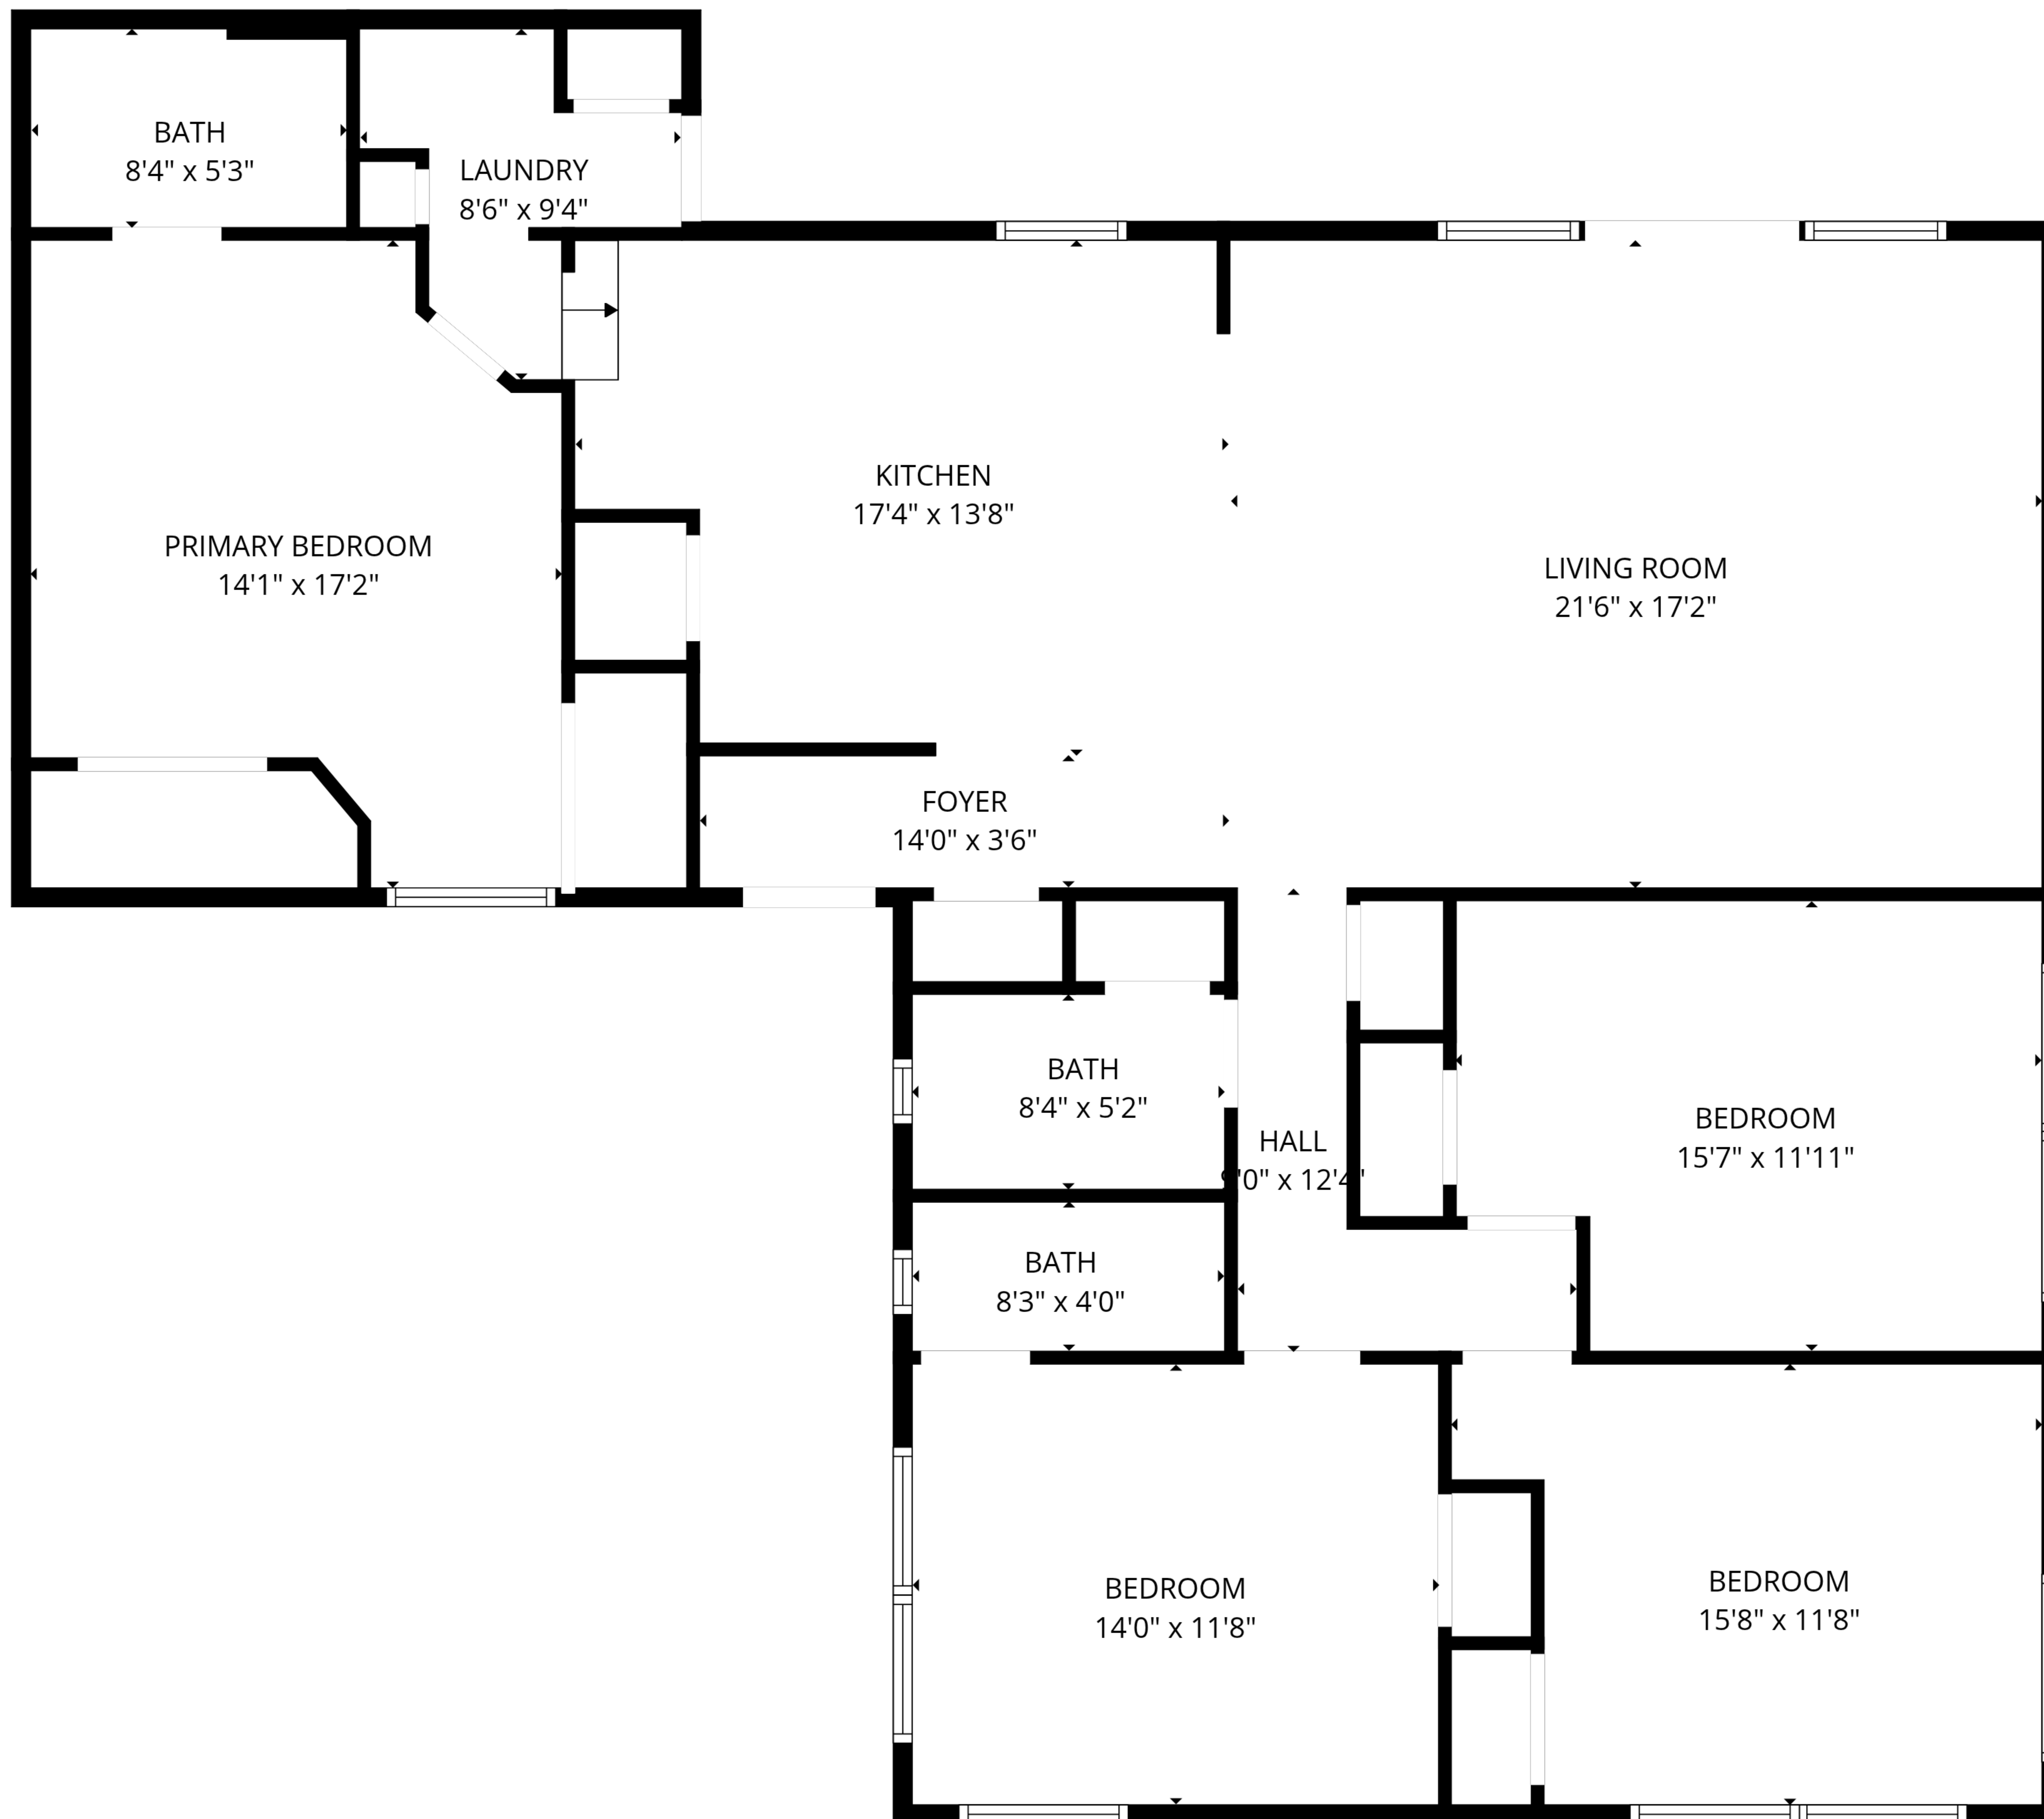 BATH
8'4" x 5'3"
LAUNDRY
8'6" x 9'4"
KITCHEN
17'4" x 13'8"
PRIMARY BEDROOM
14'1" x 17'2"
LIVING ROOM
21'6" x 17'2"
FOYER
14'0" x 3'6"
BATH
8'4" x 5'2"
HALL
x 12'4"
BEDROOM
15'7" x 11'11"
BATH
8'3" x 4'0"
BEDROOM
14'0" x 11'8"
BEDROOM
15'8" x 11'8"